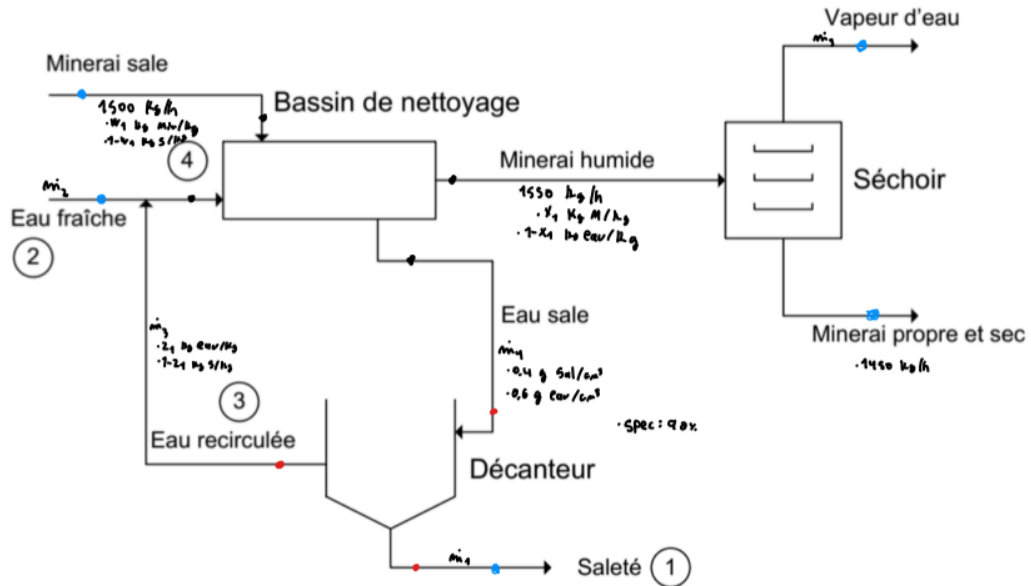 Vapeur d'eau
ṁ₅
Minerai sale
1500 kg/h
· w₁ kg min/kg
· 1-w₁ kg s/kg
Bassin de nettoyage
4
Minerai humide
1550 kg/h
· x₁ kg M/kg
· 1-x₁ kg eau/kg
Séchoir
ṁ₂
Eau fraîche
2
Eau sale
ṁ₄
· 0,4 g sal/cm³
· 0,6 g eau/cm³
Minerai propre et sec
· 1450 kg/h
ṁ₃
· z₁ kg eau/kg
· 1-z₁ kg s/kg
3
Eau recirculée
· spec: 90%
Décanteur
ṁ₁
Saleté
1